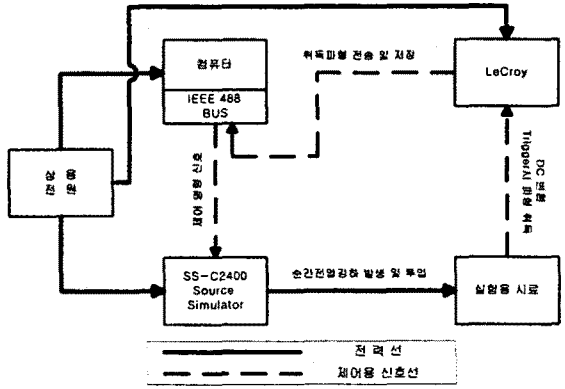 컴퓨터
IEEE 488
BUS
취득파형 전송 및 저장
LeCroy
상 용
전 원
제어 명령 신호
DC 변환
Trigger시 파형 취득
SS-C2400
Source
Simulator
순간전압강하 발생 및 투입
실험용 시료
전 력 선
제어용 신호선